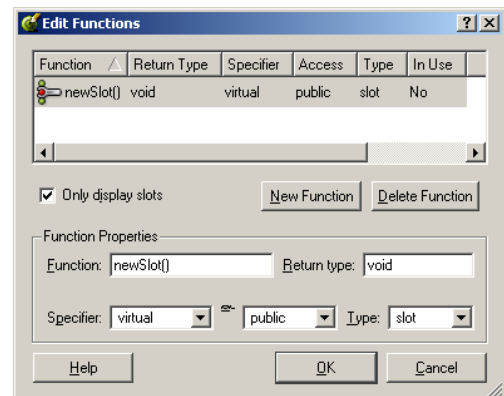 Edit Functions
Function Return Type Specifier Access Type In Use
newSlot() void virtual public slot No
Only display slots New Function Delete Function
Function Properties
Function: newSlot() Return type: void
Specifier: virtual public Type: slot
Help OK Cancel